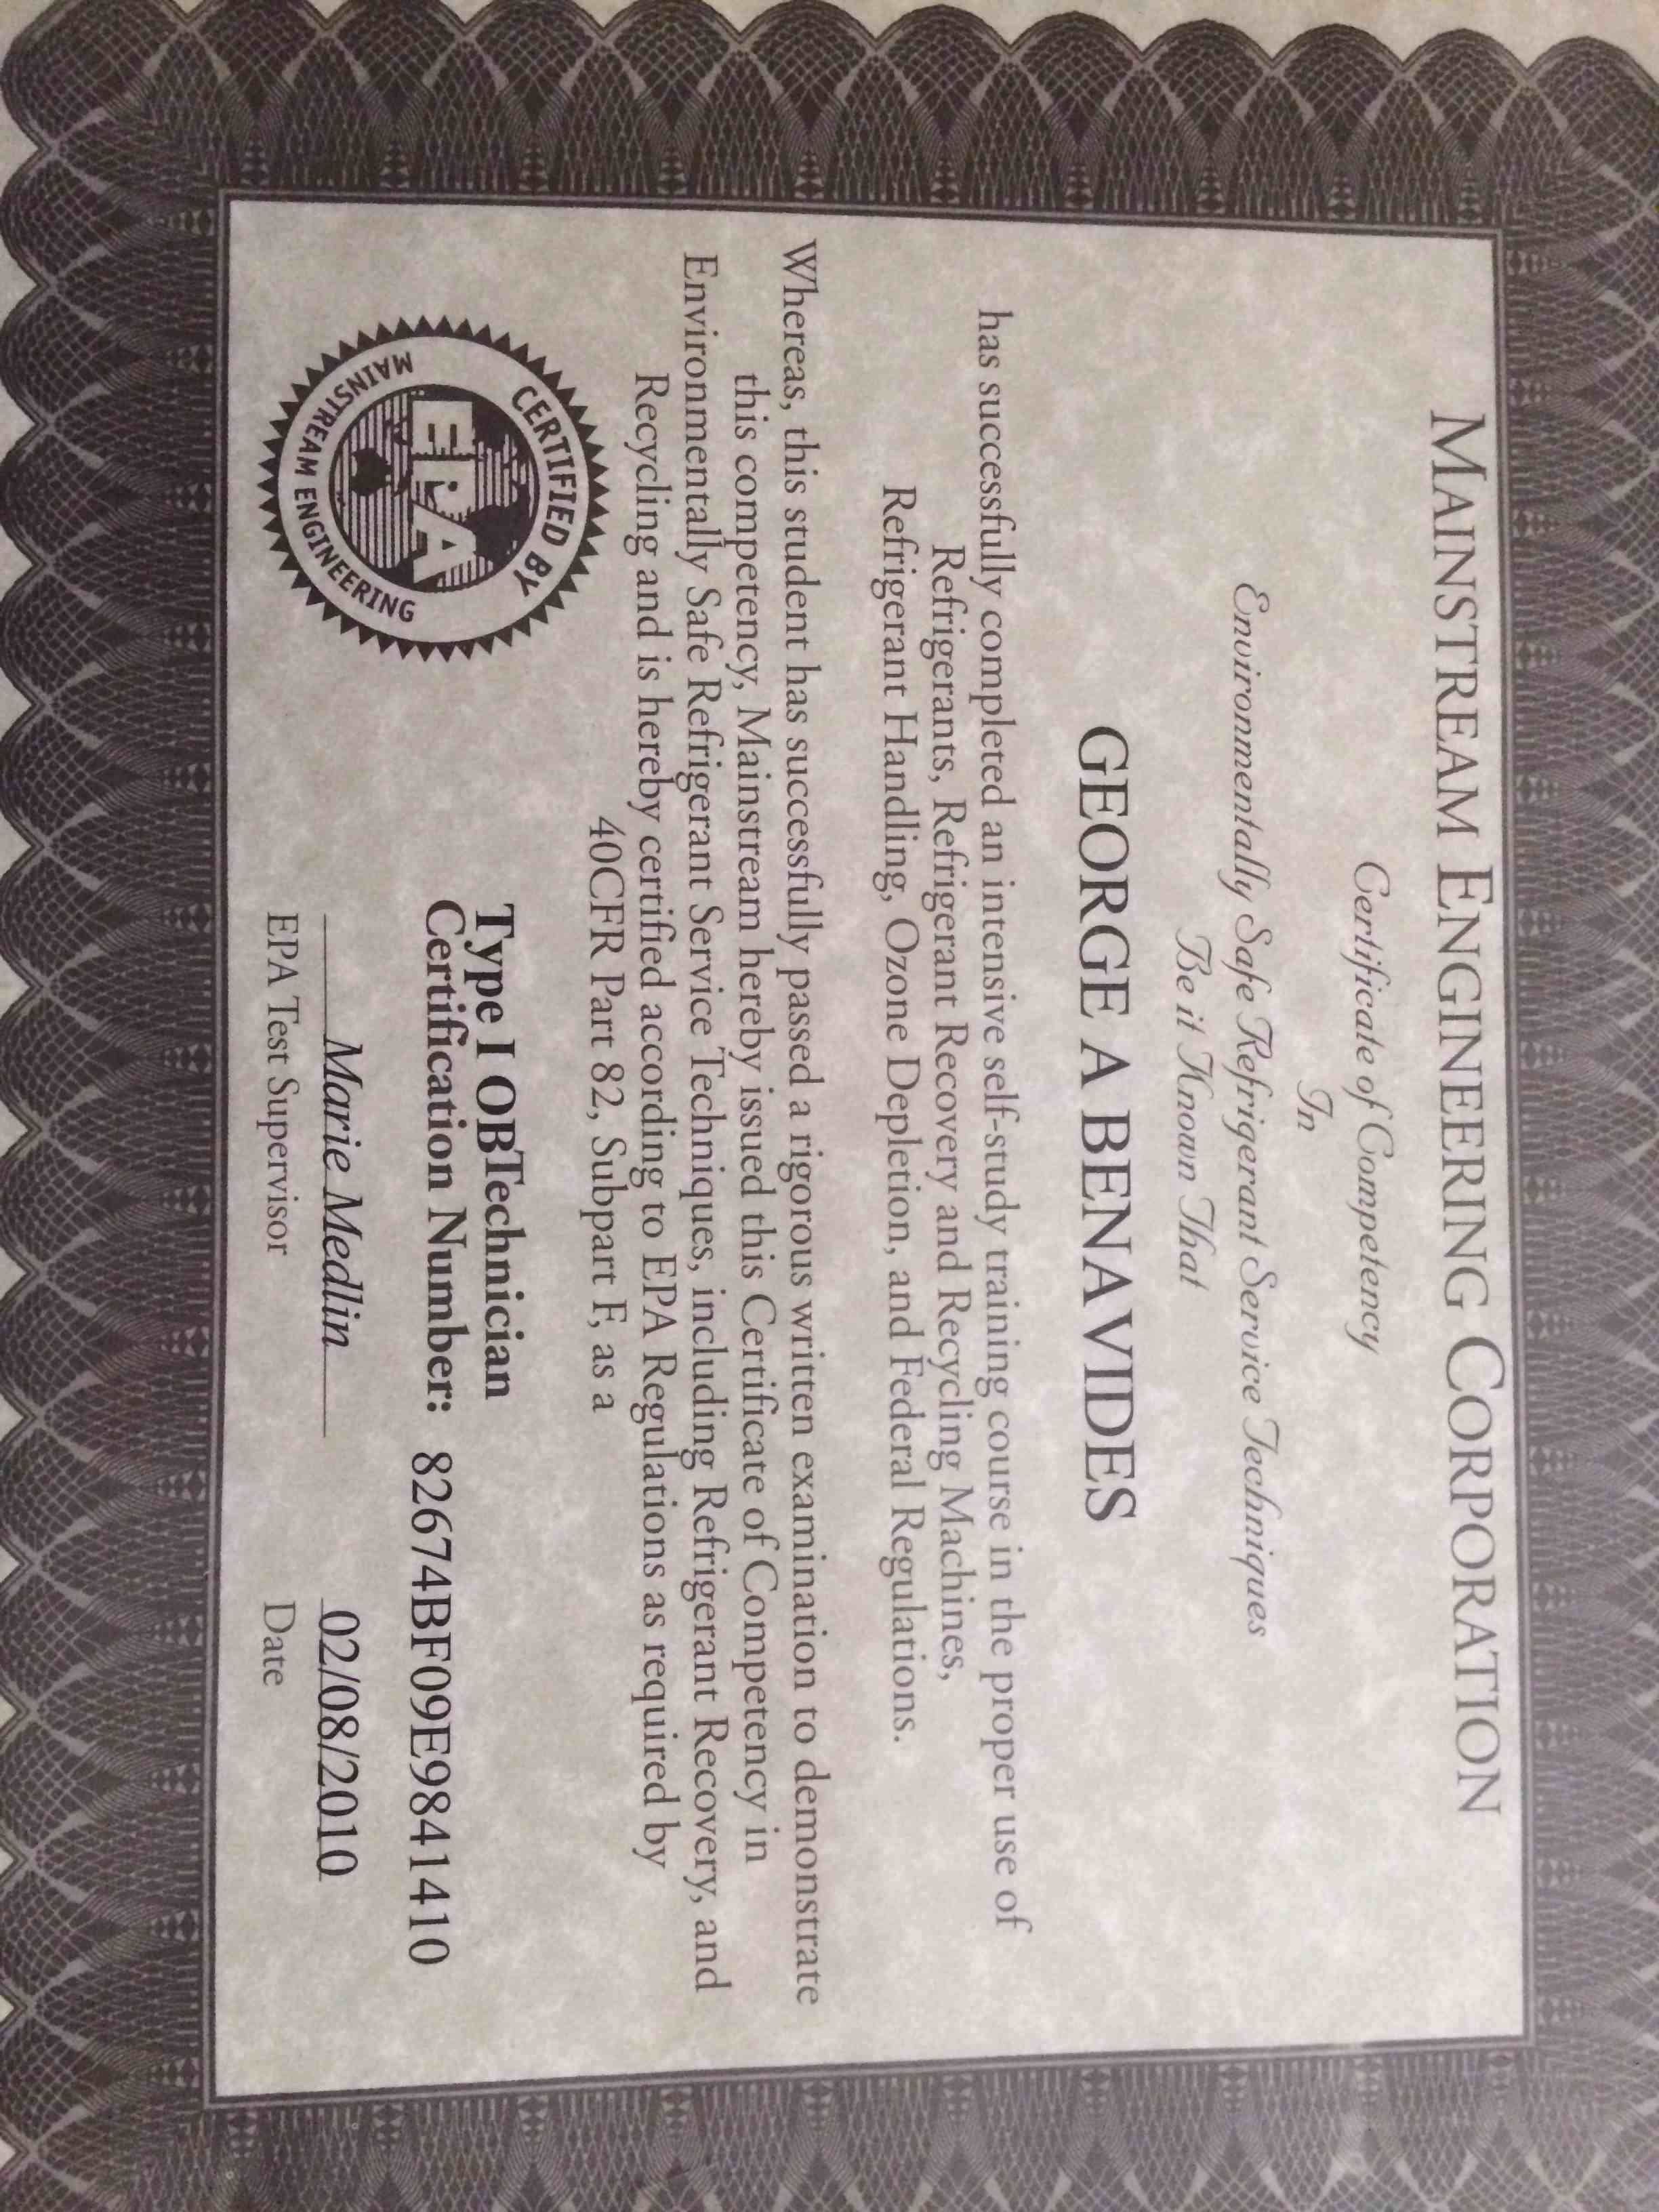 MAINSTREAM ENGINEERING CORPORATION
Certificate of Competency
In
Environmentally Safe Refrigerant Service Techniques
Be it Known That
GEORGE A BENAVIDES
has successfully completed an intensive self-study training course in the proper use of
Refrigerants, Refrigerant Recovery and Recycling Machines,
Refrigerant Handling, Ozone Depletion, and Federal Regulations.
Whereas, this student has successfully passed a rigorous written examination to demonstrate
this competency, Mainstream hereby issued this Certificate of Competency in
Environmentally Safe Refrigerant Service Techniques, including Refrigerant Recovery, and
Recycling and is hereby certified according to EPA Regulations as required by
40CFR Part 82, Subpart F, as a
Type I OBTechnician
Certification Number: 82674BF09E9841410
CERTIFIED BY
EPA
MAINSTREAM ENGINEERING
Marie Medlin 02/08/2010
EPA Test Supervisor Date